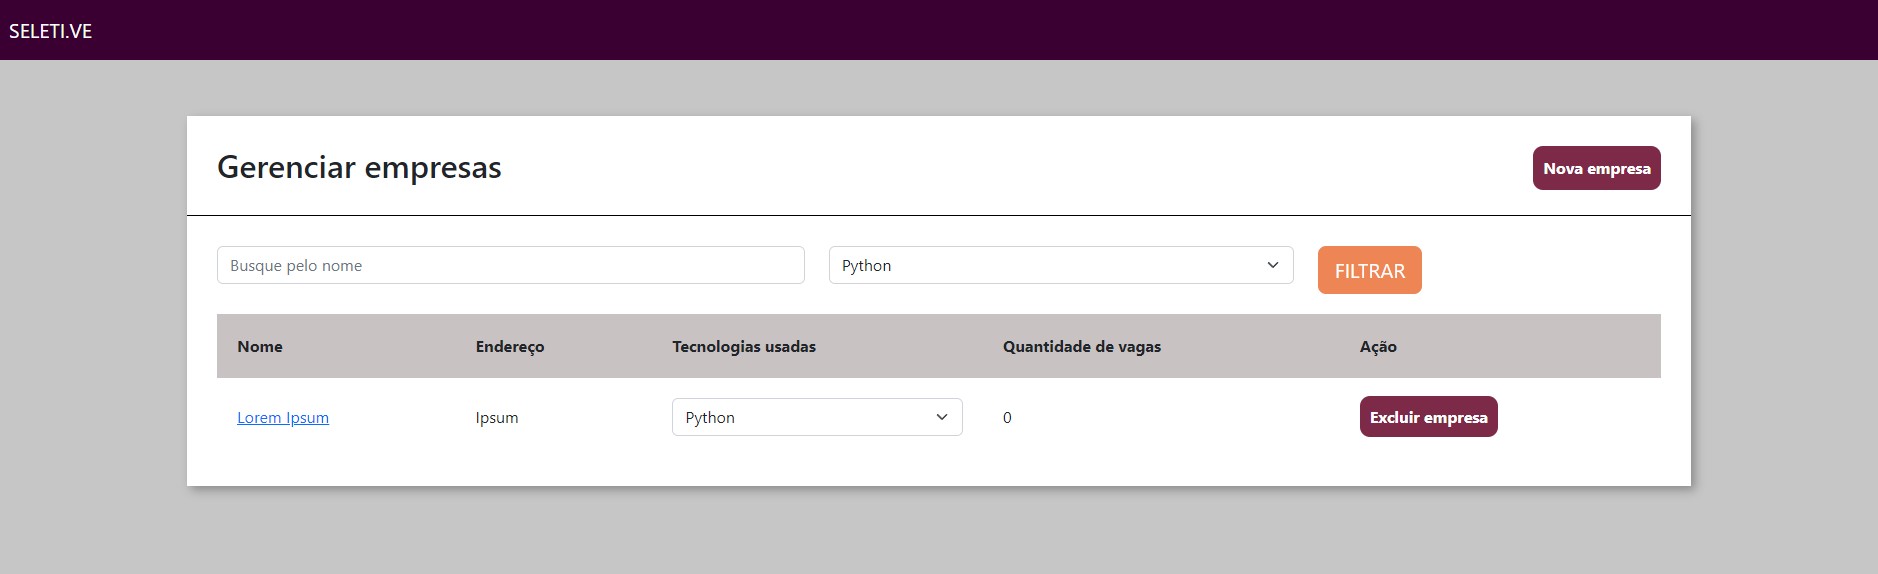 SELETI.VE
Gerenciar empresas
Nova empresa
Busque pelo nome
Python
FILTRAR
Nome Endereço Tecnologias usadas Quantidade de vagas Ação
Lorem Ipsum Ipsum Python 0 Excluir empresa